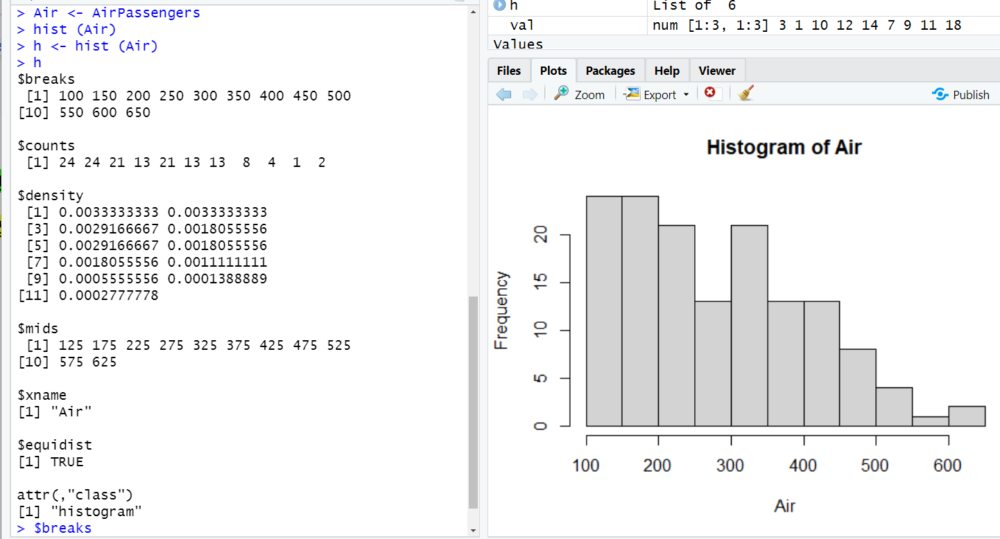 > Air <- AirPassengers
> hist (Air)
> h <- hist (Air)
> h
$breaks
 [1] 100 150 200 250 300 350 400 450 500
[10] 550 600 650
$counts
 [1] 24 24 21 13 21 13 13  8  4  1  2
$density
 [1] 0.0033333333 0.0033333333
 [3] 0.0029166667 0.0018055556
 [5] 0.0029166667 0.0018055556
 [7] 0.0018055556 0.0011111111
 [9] 0.0005555556 0.0001388889
[11] 0.0002777778
$mids
 [1] 125 175 225 275 325 375 425 475 525
[10] 575 625
$xname
[1] "Air"
$equidist
[1] TRUE
attr(,"class")
[1] "histogram"
> $breaks
h List of  6
val num [1:3, 1:3] 3 1 10 12 14 7 9 11 18
Values
Files Plots Packages Help Viewer
Zoom Export Publish
Histogram of Air
Frequency
20
15
10
5
0
100 200 300 400 500 600
Air